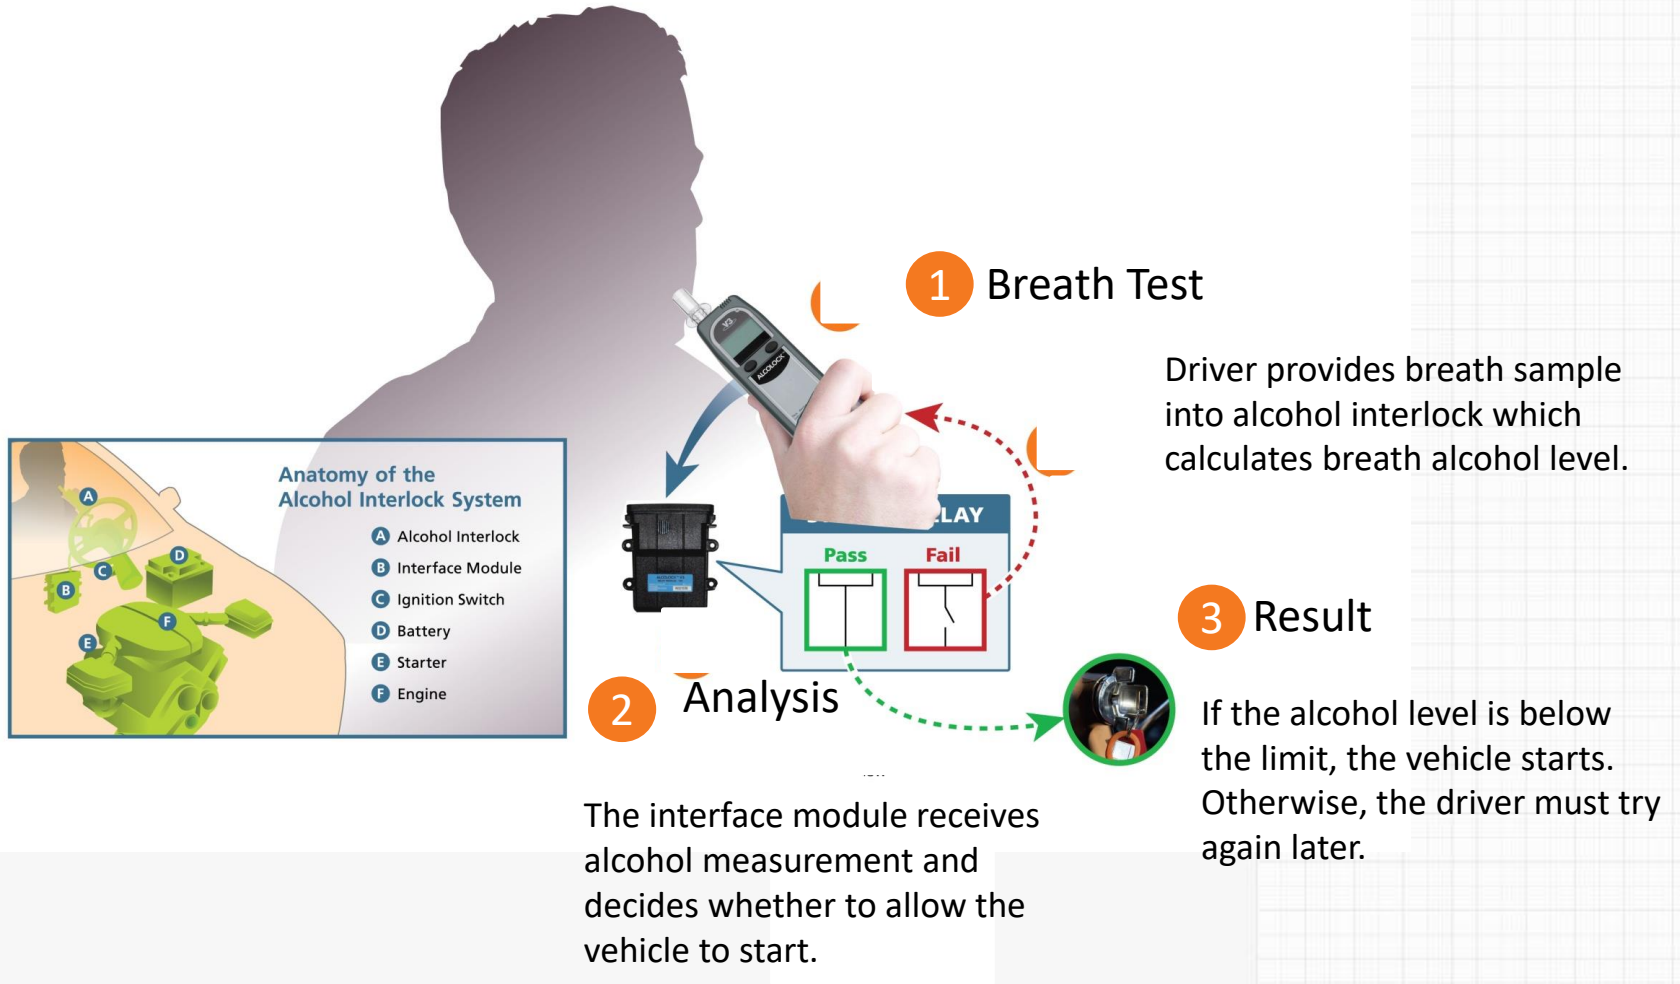 1 Breath Test
Driver provides breath sample
into alcohol interlock which
calculates breath alcohol level.
V3
ALCOLOCK
Anatomy of the
Alcohol Interlock System
A Alcohol Interlock
B Interface Module
C Ignition Switch
D Battery
E Starter
F Engine
A
B
C
D
E
F
LAY
Pass Fail
2 Analysis
The interface module receives
alcohol measurement and
decides whether to allow the
vehicle to start.
3 Result
If the alcohol level is below
the limit, the vehicle starts.
Otherwise, the driver must try
again later.